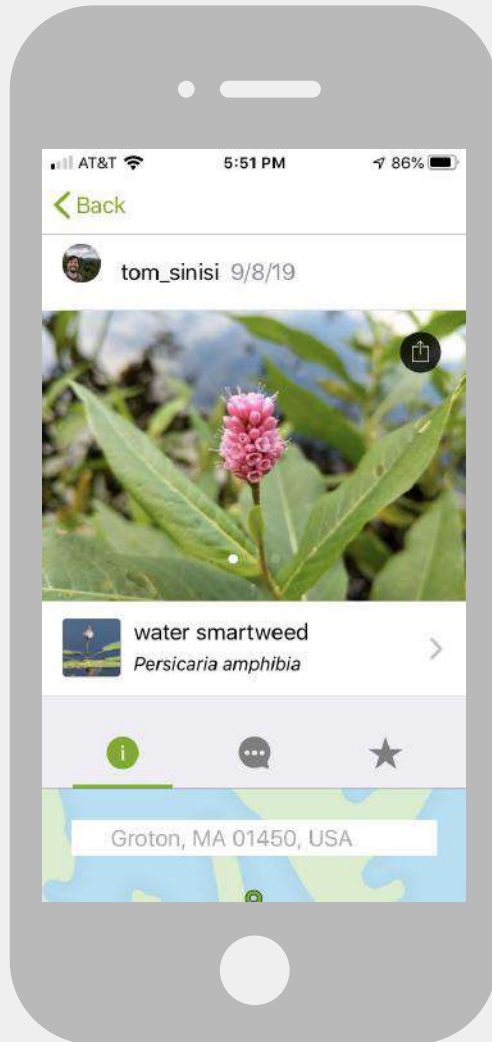 AT&T 5:51 PM 86%
Back
tom_sinisi 9/8/19
water smartweed
Persicaria amphibia
i
Groton, MA 01450, USA